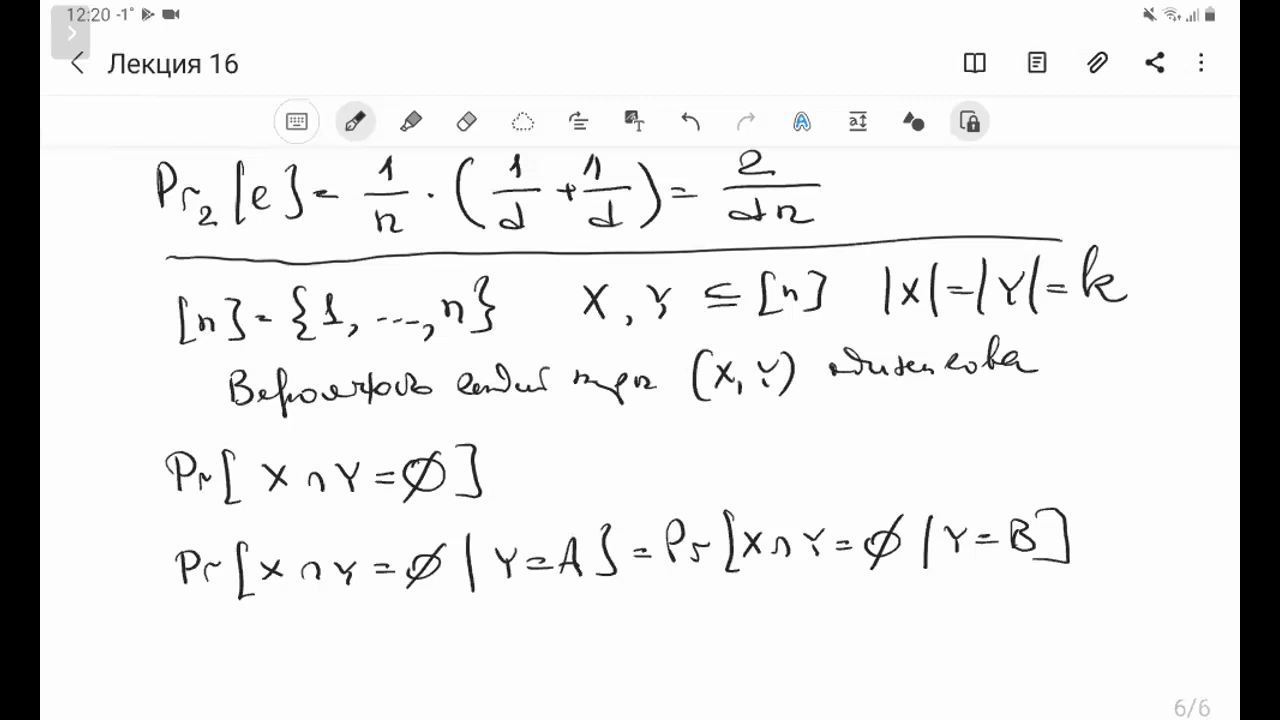 12:20 -1°
Лекция 16
Pr₂[e] = 1/n · (1/d + 1/d) = 2/dn
[n] = {1, ..., n} X, Y ⊆ [n] |X| = |Y| = k
Вероятность каждой пары (X, Y) одинакова
Pr[X ∩ Y = ∅]
Pr[X ∩ Y = ∅ | Y = A] = Pr[X ∩ Y = ∅ | Y = B]
6/6